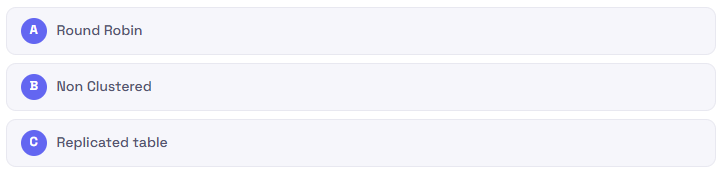 A Round Robin
B Non Clustered
C Replicated table